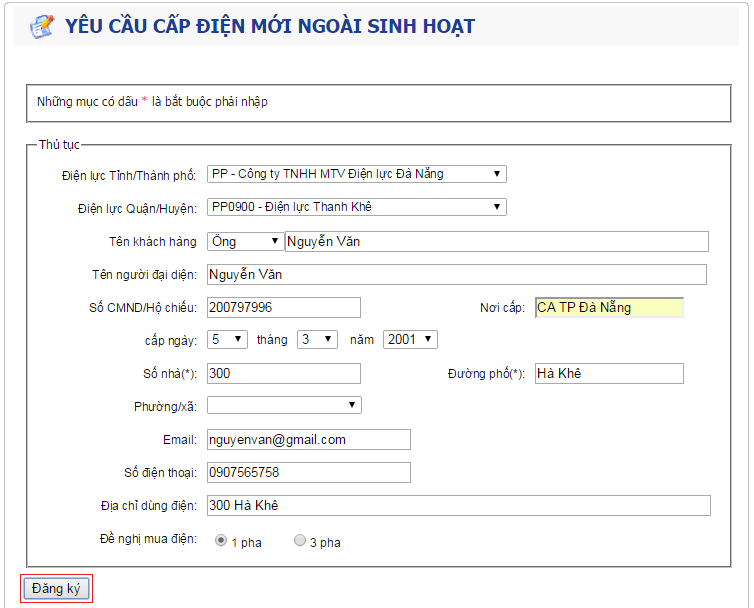 YÊU CẦU CẤP ĐIỆN MỚI NGOÀI SINH HOẠT
Những mục có dấu * là bắt buộc phải nhập
Thủ tục
Điện lực Tỉnh/Thành phố: PP - Công ty TNHH MTV Điện lực Đà Nẵng
Điện lực Quận/Huyện: PP0900 - Điện lực Thanh Khê
Tên khách hàng Ông Nguyễn Văn
Tên người đại diện: Nguyễn Văn
Số CMND/Hộ chiếu: 200797996 Nơi cấp: CA TP Đà Nẵng
cấp ngày: 5 tháng 3 năm 2001
Số nhà(*): 300 Đường phố(*): Hà Khê
Phường/xã:
Email: nguyenvan@gmail.com
Số điện thoại: 0907565758
Địa chỉ dùng điện: 300 Hà Khê
Đề nghị mua điện: 1 pha 3 pha
Đăng ký